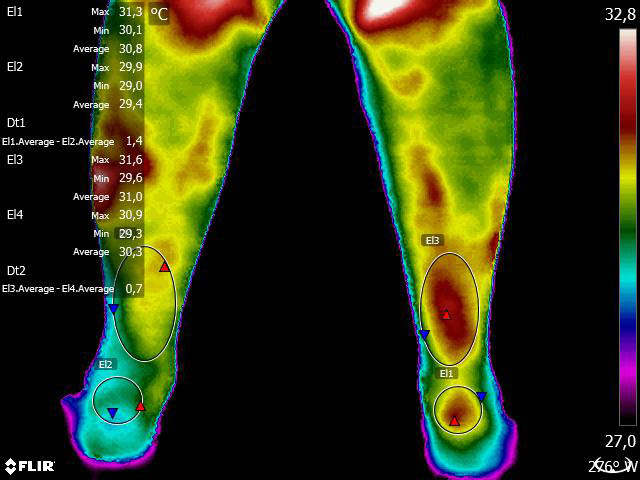 El1 Max 31,3 °C
Min 30,1
Average 30,8
El2 Max 29,9
Min 29,0
Average 29,4
Dt1
El1.Average - El2.Average 1,4
El3 Max 31,6
Min 29,6
Average 31,0
El4 Max 30,9
Min 29,3
Average 30,3
Dt2
El3.Average - El4.Average 0,7
32,8
El3
El2
El1
27,0
276° W
FLIR